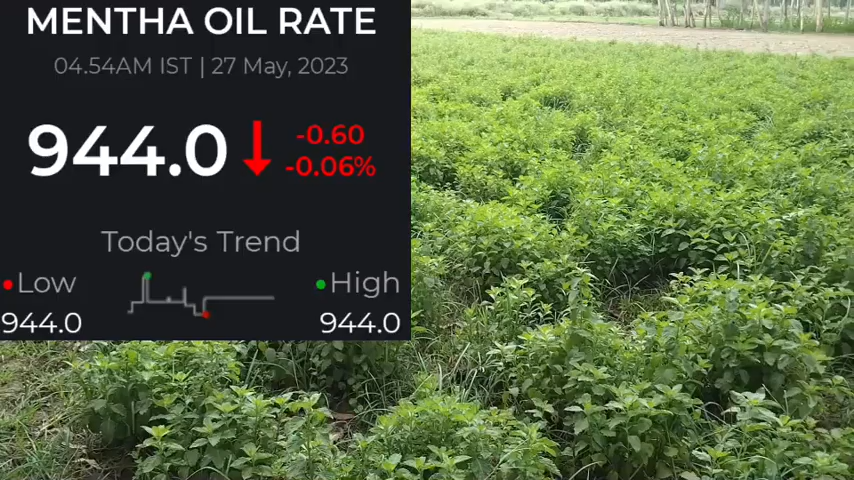 MENTHA OIL RATE
04.54AM IST | 27 May, 2023
944.0 -0.60
-0.06%
Today's Trend
Low High
944.0 944.0